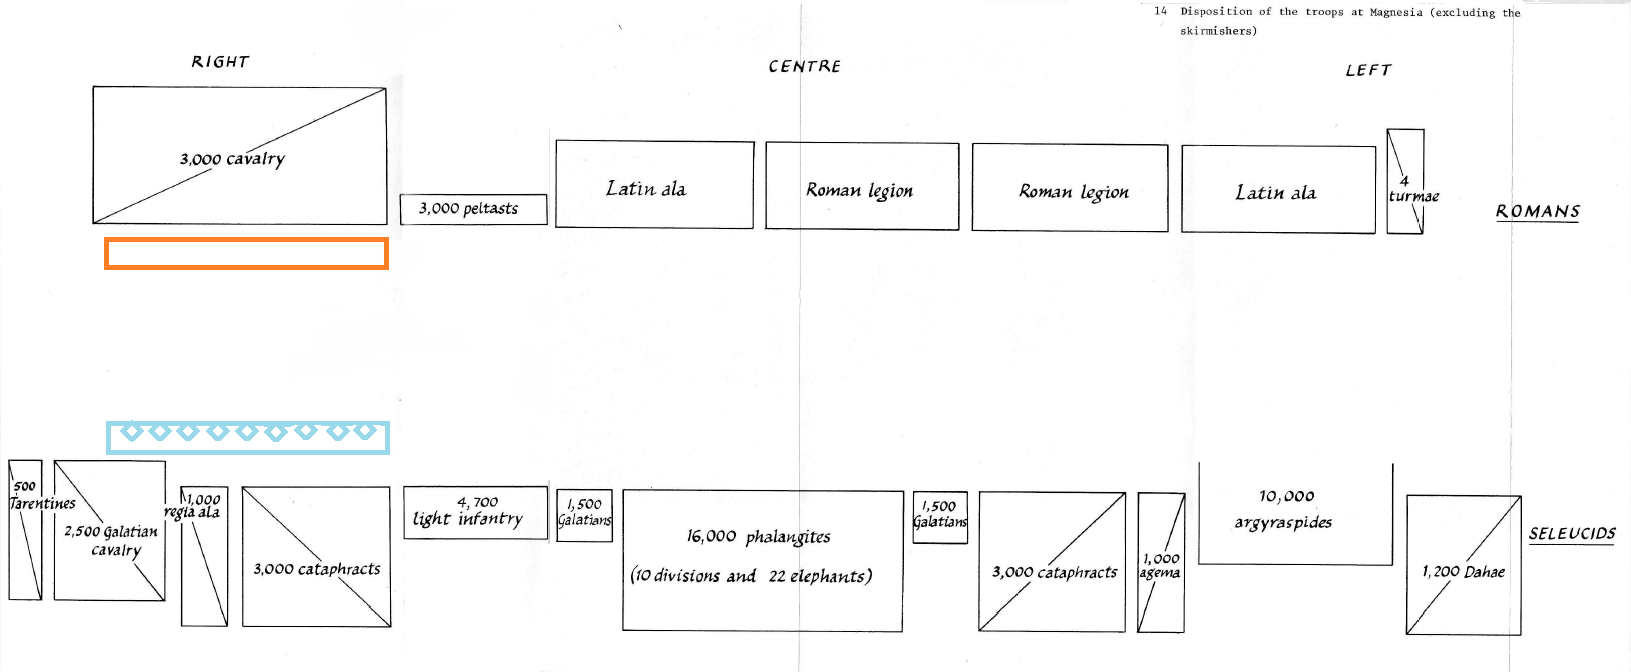 14 Disposition of the troops at Magnesia (excluding the
skirmishers)
RIGHT
CENTRE
LEFT
3,000 cavalry
3,000 peltasts
Latin ala
Roman legion
Roman legion
Latin ala
4
turmae
ROMANS
500
Tarentines
2,500 galatian
cavalry
1,000
regia ala
3,000 cataphracts
4,700
light infantry
1,500
Galatians
16,000 phalangites
(10 divisions and 22 elephants)
1,500
Galatians
3,000 cataphracts
1,000
agema
10,000
argyraspides
1,200 Dahae
SELEUCIDS